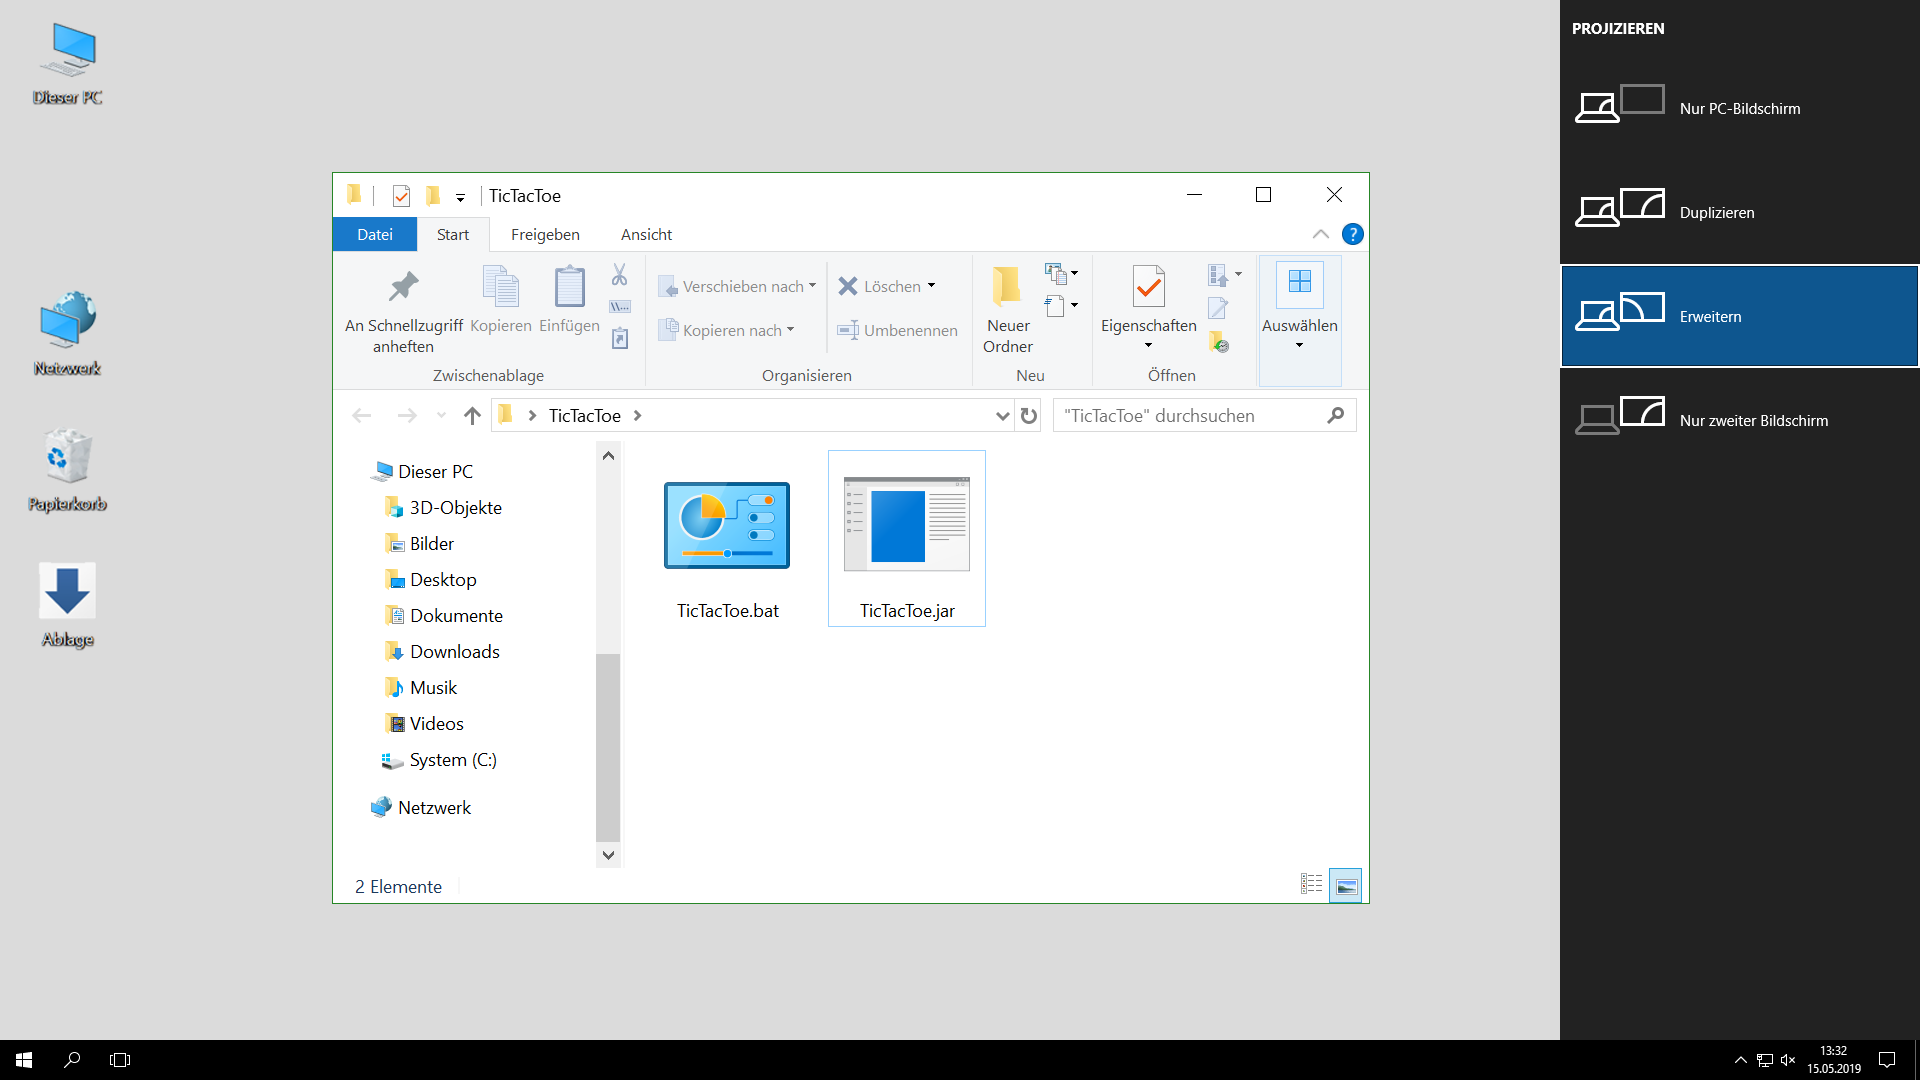 Dieser PC
Netzwerk
Papierkorb
Ablage
TicTacToe
Datei
Start
Freigeben
Ansicht
?
An Schnellzugriff
anheften
Kopieren
Einfügen
Zwischenablage
Verschieben nach
Kopieren nach
Löschen
Umbenennen
Organisieren
Neuer
Ordner
Neu
Eigenschaften
Öffnen
Auswählen
TicTacToe
"TicTacToe" durchsuchen
Dieser PC
3D-Objekte
Bilder
Desktop
Dokumente
Downloads
Musik
Videos
System (C:)
Netzwerk
TicTacToe.bat
TicTacToe.jar
2 Elemente
PROJIZIEREN
Nur PC-Bildschirm
Duplizieren
Erweitern
Nur zweiter Bildschirm
13:32
15.05.2019